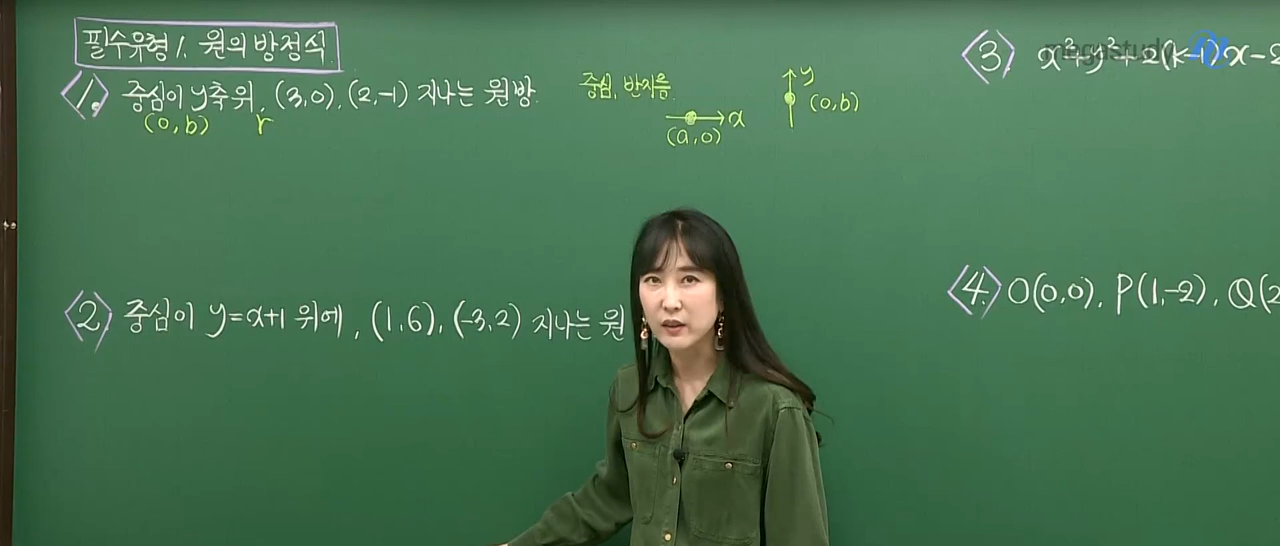 필수유형 1. 원의 방정식
1. 중심이 y축 위, (3,0), (2,-1) 지나는 원방.
(0,b) r
중심, 반지름.
x
(a,0)
y
(0,b)
2. 중심이 y=x+1 위에, (1,6), (-3,2) 지나는 원
3. x²+y²+2(k-1)x-2
megastudy
4. O(0,0), P(1,-2), Q(2